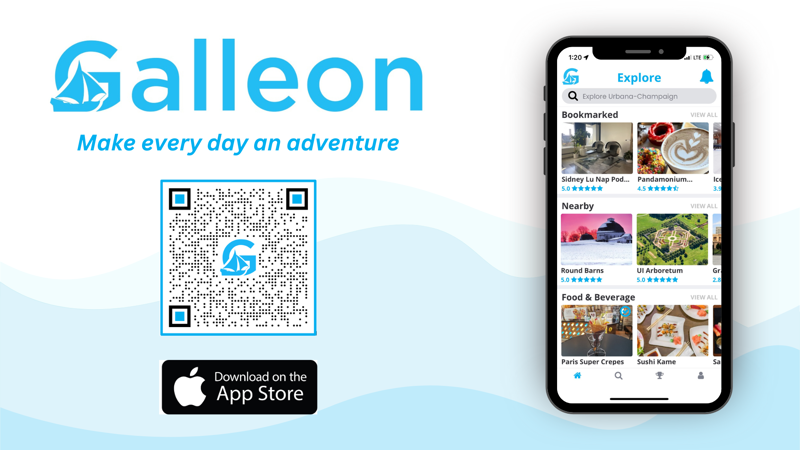 Galleon
Make every day an adventure
Download on the
App Store
1:20
LTE
Explore
Explore Urbana-Champaign
Bookmarked
VIEW ALL
Sidney Lu Nap Pod...
Pandamonium...
Ice
5.0
4.5
3.9
Nearby
VIEW ALL
Round Barns
UI Arboretum
Gr
5.0
5.0
2.8
Food & Beverage
VIEW ALL
Paris Super Crepes
Sushi Kame
Sa